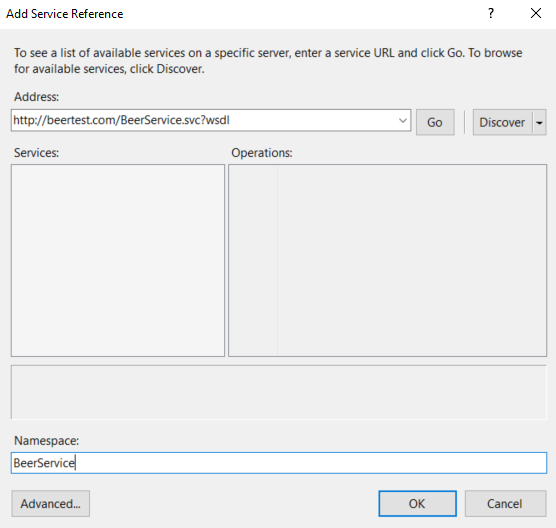 Add Service Reference
?
To see a list of available services on a specific server, enter a service URL and click Go. To browse
for available services, click Discover.
Address:
http://beertest.com/BeerService.svc?wsdl
Go
Discover
Services:
Operations:
Namespace:
BeerService
Advanced...
OK
Cancel